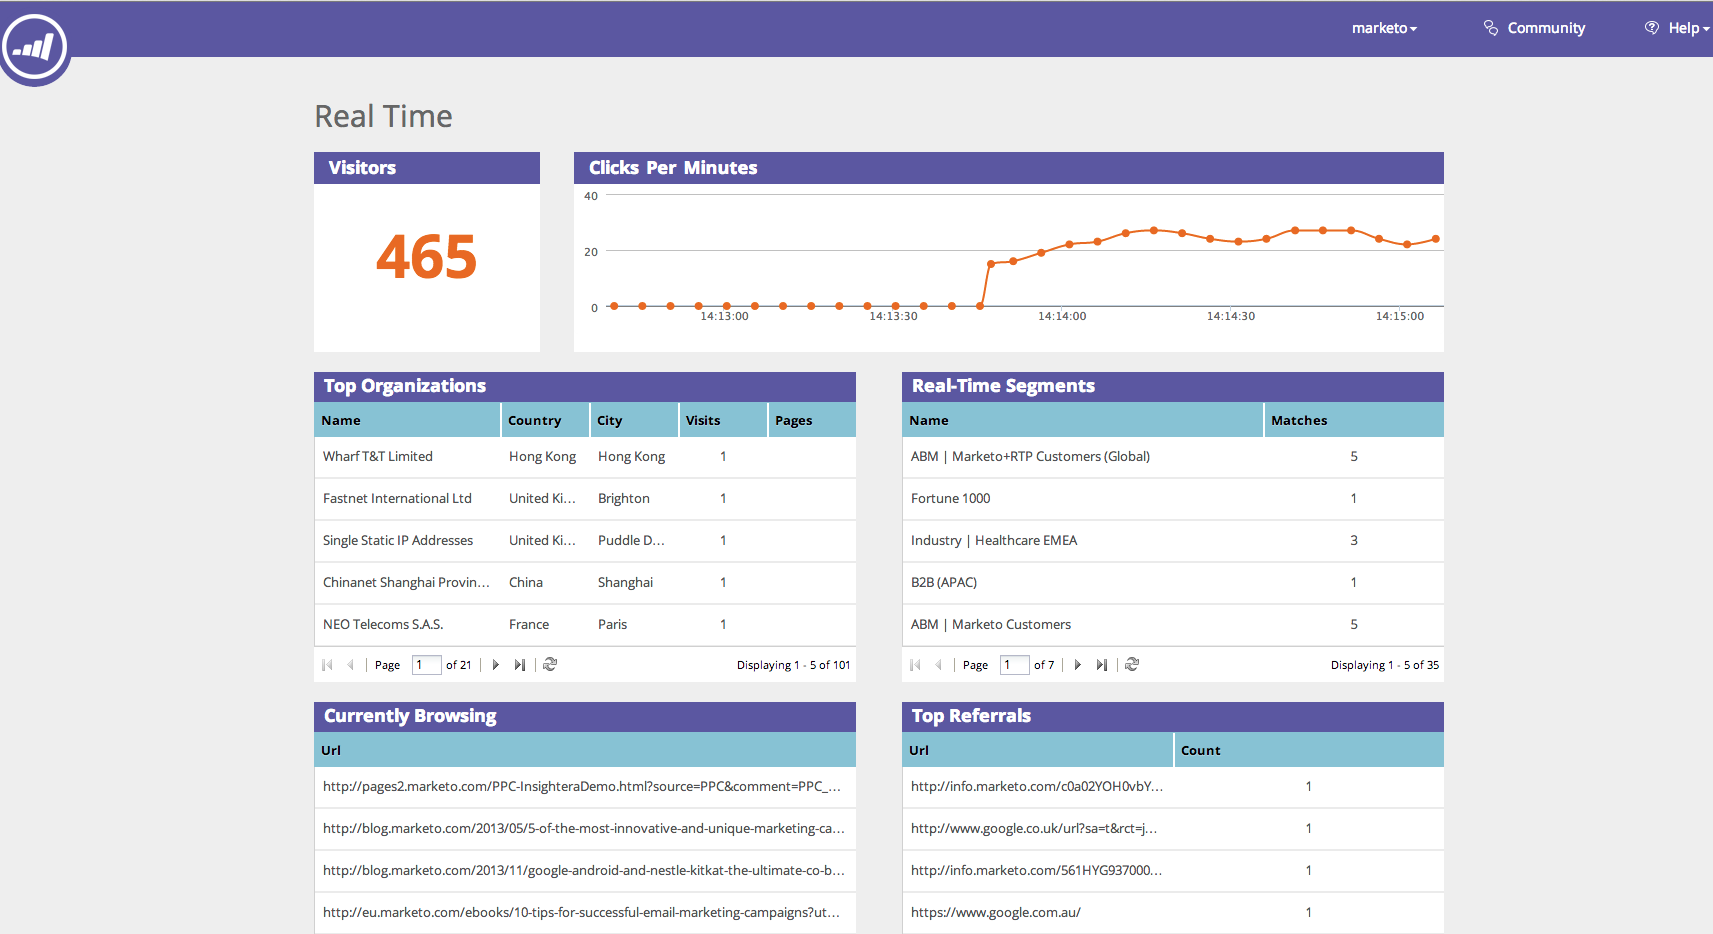 marketo Community Help
Real Time
Visitors
465
Clicks Per Minutes
40
20
0
14:13:00 14:13:30 14:14:00 14:14:30 14:15:00
Top Organizations
Name Country City Visits Pages
Wharf T&T Limited Hong Kong Hong Kong 1
Fastnet International Ltd United Ki... Brighton 1
Single Static IP Addresses United Ki... Puddle D... 1
Chinanet Shanghai Provin... China Shanghai 1
NEO Telecoms S.A.S. France Paris 1
Page 1 of 21 Displaying 1 - 5 of 101
Real-Time Segments
Name Matches
ABM | Marketo+RTP Customers (Global) 5
Fortune 1000 1
Industry | Healthcare EMEA 3
B2B (APAC) 1
ABM | Marketo Customers 5
Page 1 of 7 Displaying 1 - 5 of 35
Currently Browsing
Url
http://pages2.marketo.com/PPC-InsighteraDemo.html?source=PPC&comment=PPC_...
http://blog.marketo.com/2013/05/5-of-the-most-innovative-and-unique-marketing-ca...
http://blog.marketo.com/2013/11/google-android-and-nestle-kitkat-the-ultimate-co-b...
http://eu.marketo.com/ebooks/10-tips-for-successful-email-marketing-campaigns?ut...
Top Referrals
Url Count
http://info.marketo.com/c0a02YOH0vbY... 1
http://www.google.co.uk/url?sa=t&rct=j... 1
http://info.marketo.com/561HYG937000... 1
https://www.google.com.au/ 1